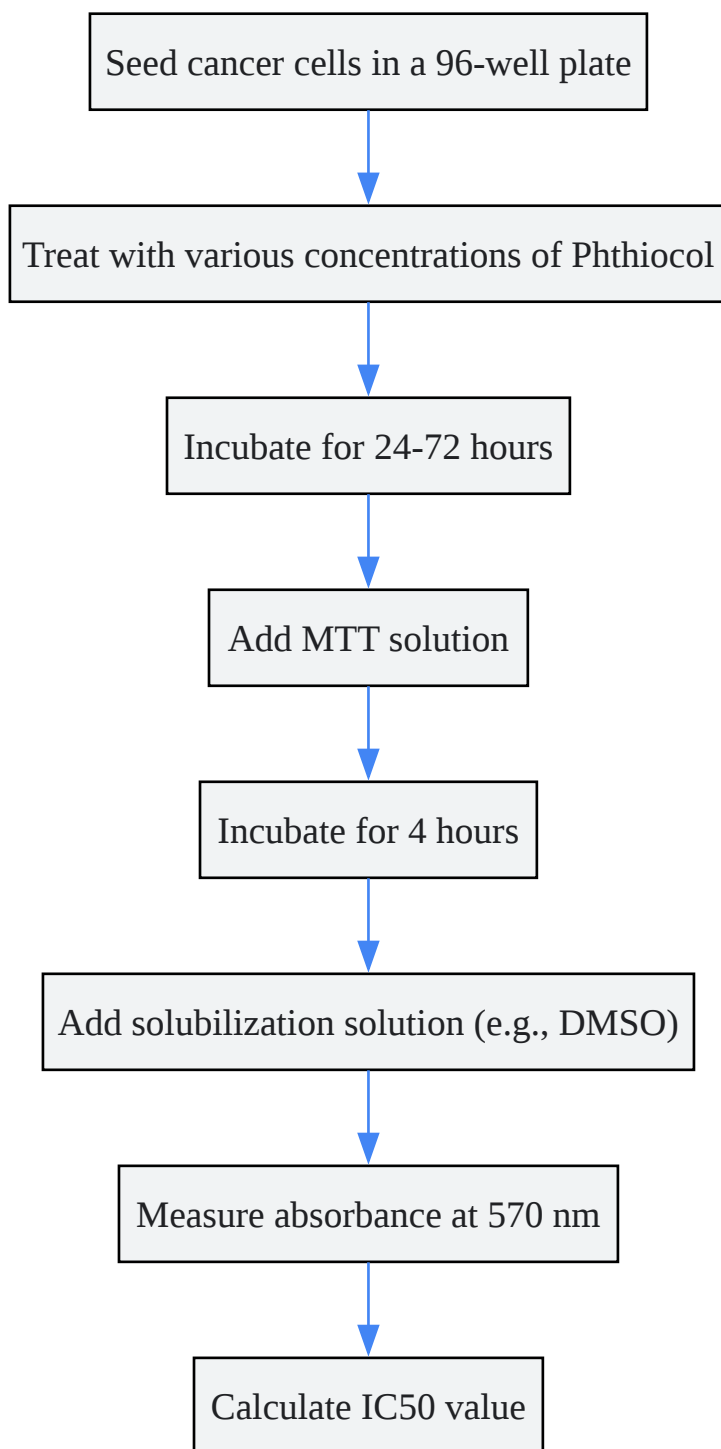 Seed cancer cells in a 96-well plate
Treat with various concentrations of Phthiocol
Incubate for 24-72 hours
Add MTT solution
Incubate for 4 hours
Add solubilization solution (e.g., DMSO)
Measure absorbance at 570 nm
Calculate IC50 value